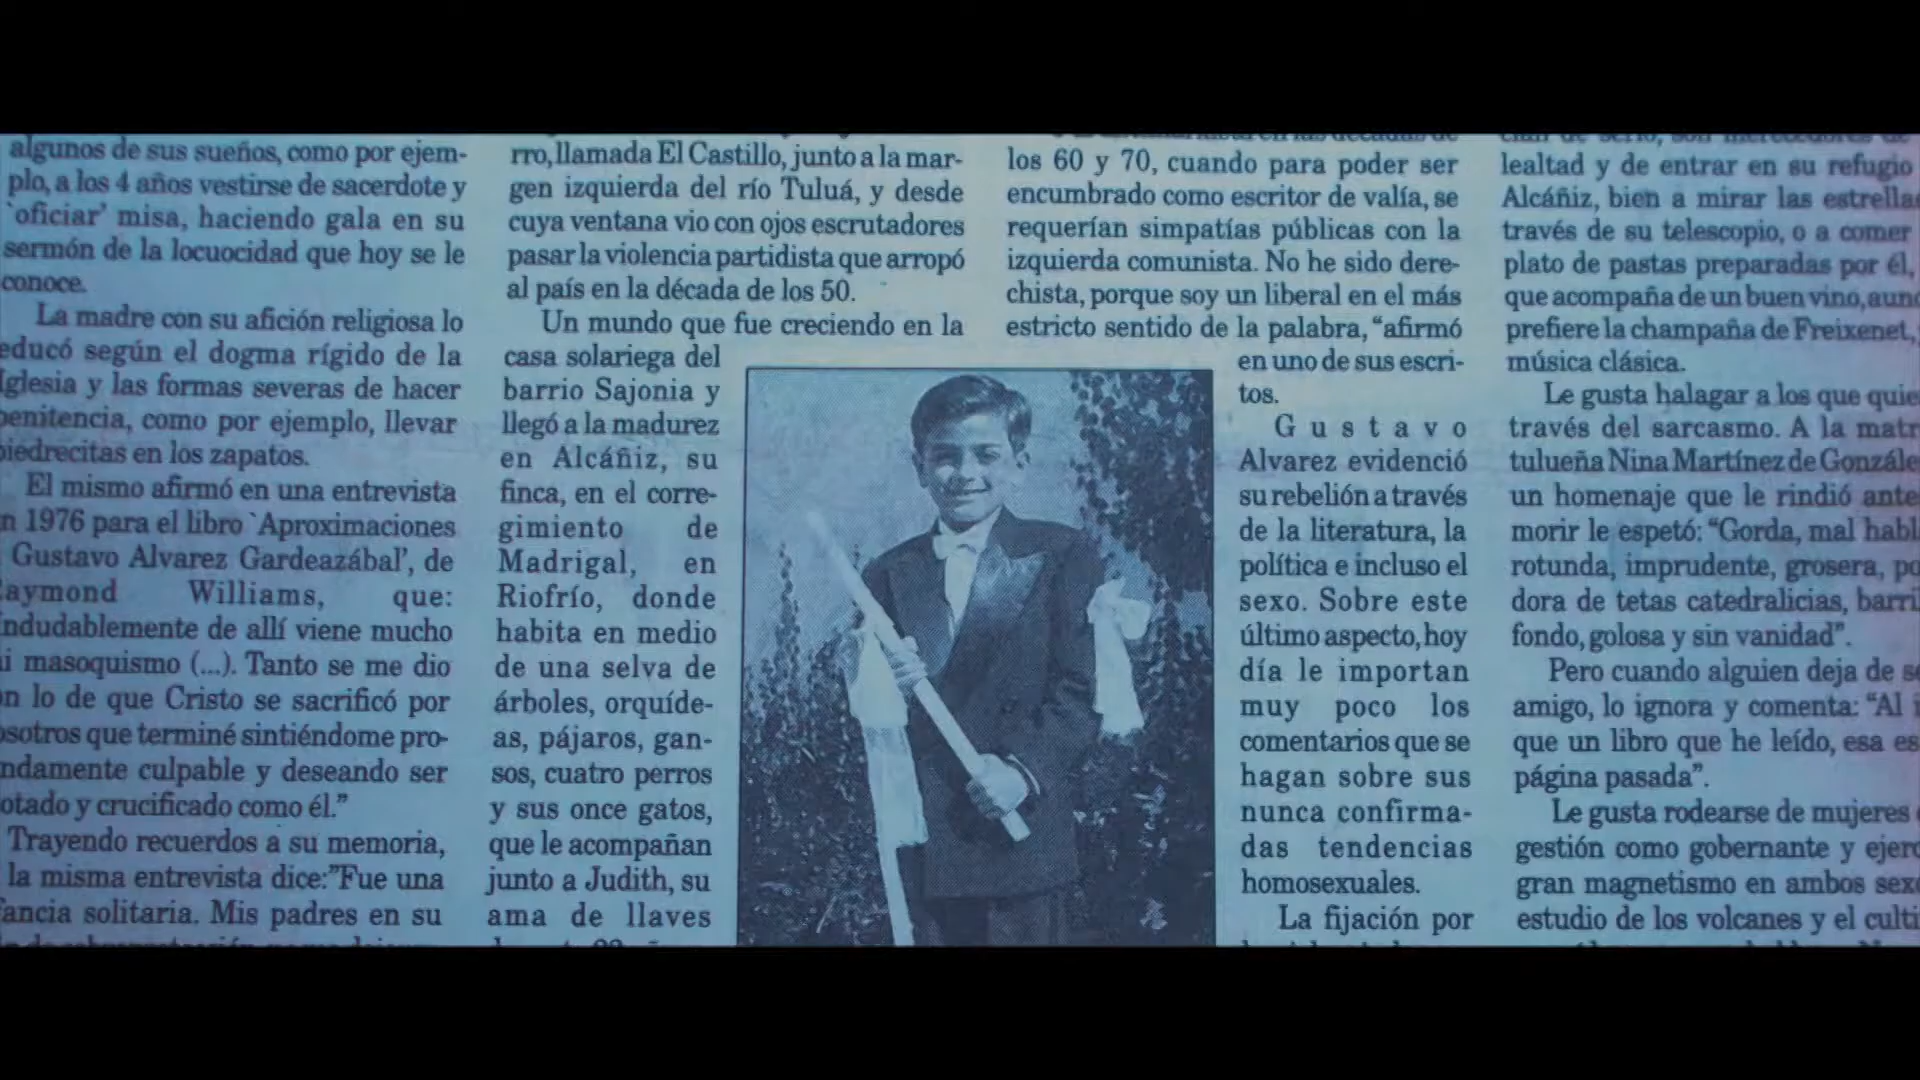 algunos de sus sueños, como por ejem-
plo, a los 4 años vestirse de sacerdote y
'oficiar' misa, haciendo gala en su
sermón de la locuocidad que hoy se le
conoce.
La madre con su afición religiosa lo
educó según el dogma rígido de la
Iglesia y las formas severas de hacer
penitencia, como por ejemplo, llevar
piedrecitas en los zapatos.
El mismo afirmó en una entrevista
n 1976 para el libro `Aproximaciones
Gustavo Alvarez Gardeazábal', de
aymond Williams, que:
ndudablemente de allí viene mucho
i masoquismo (...). Tanto se me dio
n lo de que Cristo se sacrificó por
osotros que terminé sintiéndome pro-
ndamente culpable y deseando ser
otado y crucificado como él."
Trayendo recuerdos a su memoria,
la misma entrevista dice:"Fue una
ancia solitaria. Mis padres en su
rro, llamada El Castillo, junto a la mar-
gen izquierda del río Tuluá, y desde
cuya ventana vio con ojos escrutadores
pasar la violencia partidista que arropó
al país en la década de los 50.
Un mundo que fue creciendo en la
casa solariega del
barrio Sajonia y
llegó a la madurez
en Alcáñiz, su
finca, en el corre-
gimiento de
Madrigal, en
Riofrío, donde
habita en medio
de una selva de
árboles, orquíde-
as, pájaros, gan-
sos, cuatro perros
y sus once gatos,
que le acompañan
junto a Judith, su
ama de llaves
los 60 y 70, cuando para poder ser
encumbrado como escritor de valía, se
requerían simpatías públicas con la
izquierda comunista. No he sido dere-
chista, porque soy un liberal en el más
estricto sentido de la palabra, "afirmó
en uno de sus escri-
tos.
Gustavo
Alvarez evidenció
su rebelión a través
de la literatura, la
política e incluso el
sexo. Sobre este
último aspecto, hoy
día le importan
muy poco los
comentarios que se
hagan sobre sus
nunca confirma-
das tendencias
homosexuales.
La fijación por
lealtad y de entrar en su refugio
Alcáñiz, bien a mirar las estrella
través de su telescopio, o a comer
plato de pastas preparadas por él,
que acompaña de un buen vino, aun
prefiere la champaña de Freixenet,
música clásica.
Le gusta halagar a los que quie
través del sarcasmo. A la matr
tulueña Nina Martínez de Gonzále
un homenaje que le rindió ante
morir le espetó: "Gorda, mal habl
rotunda, imprudente, grosera, po
dora de tetas catedralicias, barri
fondo, golosa y sin vanidad".
Pero cuando alguien deja de s
amigo, lo ignora y comenta: "Al i
que un libro que he leído, esa es
página pasada".
Le gusta rodearse de mujeres
gestión como gobernante y ejerc
gran magnetismo en ambos sex
estudio de los volcanes y el culti